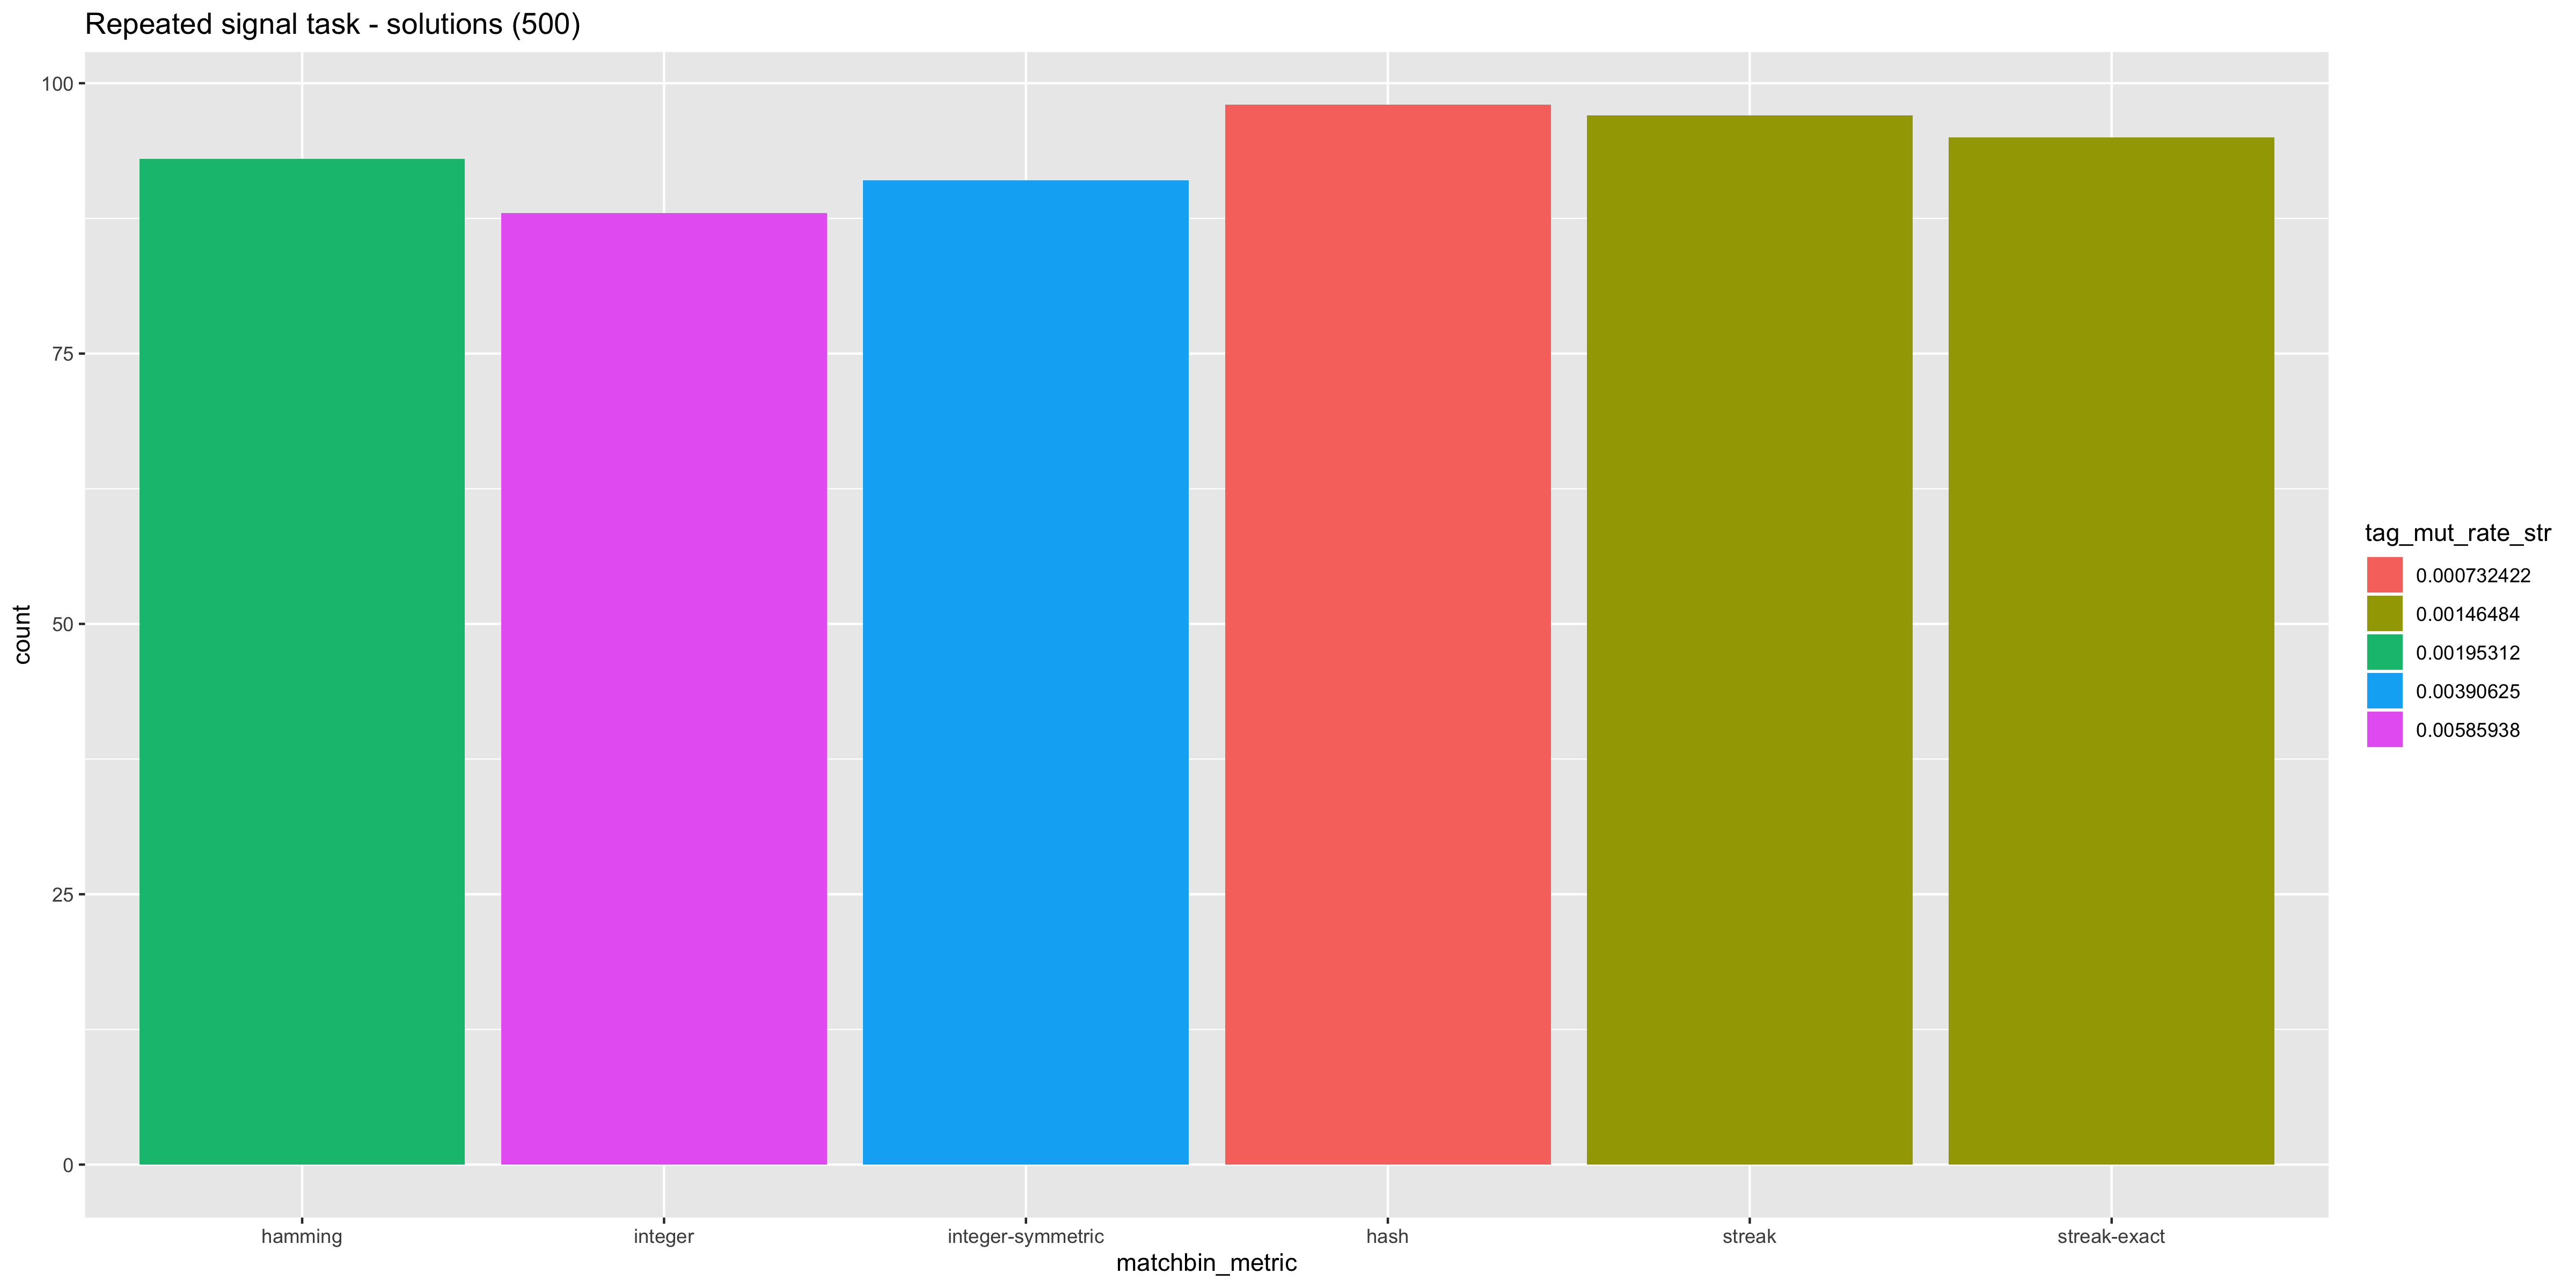 Repeated signal task - solutions (500)
100
75
50
25
0
count
hamming
integer
integer-symmetric
hash
streak
streak-exact
matchbin_metric
tag_mut_rate_str
0.000732422
0.00146484
0.00195312
0.00390625
0.00585938